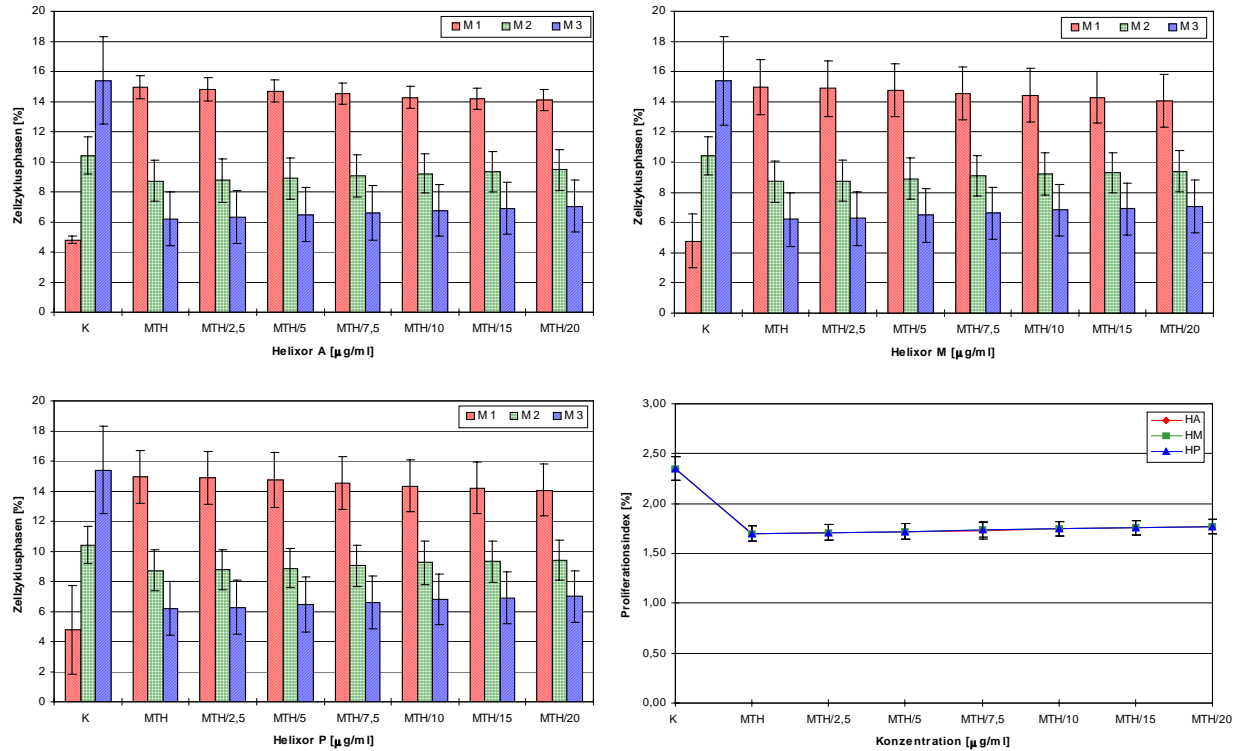 20
18
16
14
12
10
8
6
4
2
0
Zellzyklusphasen [%]
M 1 M 2 M 3
K MTH MTH/2,5 MTH/5 MTH/7,5 MTH/10 MTH/15 MTH/20
Helixor A [µg/ml]
20
18
16
14
12
10
8
6
4
2
0
Zellzyklusphasen [%]
M 1 M 2 M 3
K MTH MTH/2,5 MTH/5 MTH/7,5 MTH/10 MTH/15 MTH/20
Helixor M [µg/ml]
20
18
16
14
12
10
8
6
4
2
0
Zellzyklusphasen [%]
M 1 M 2 M 3
K MTH MTH/2,5 MTH/5 MTH/7,5 MTH/10 MTH/15 MTH/20
Helixor P [µg/ml]
3,00
2,50
2,00
1,50
1,00
0,50
0,00
Proliferationsindex [%]
HA
HM
HP
K MTH MTH/2,5 MTH/5 MTH/7,5 MTH/10 MTH/15 MTH/20
Konzentration [µg/ml]